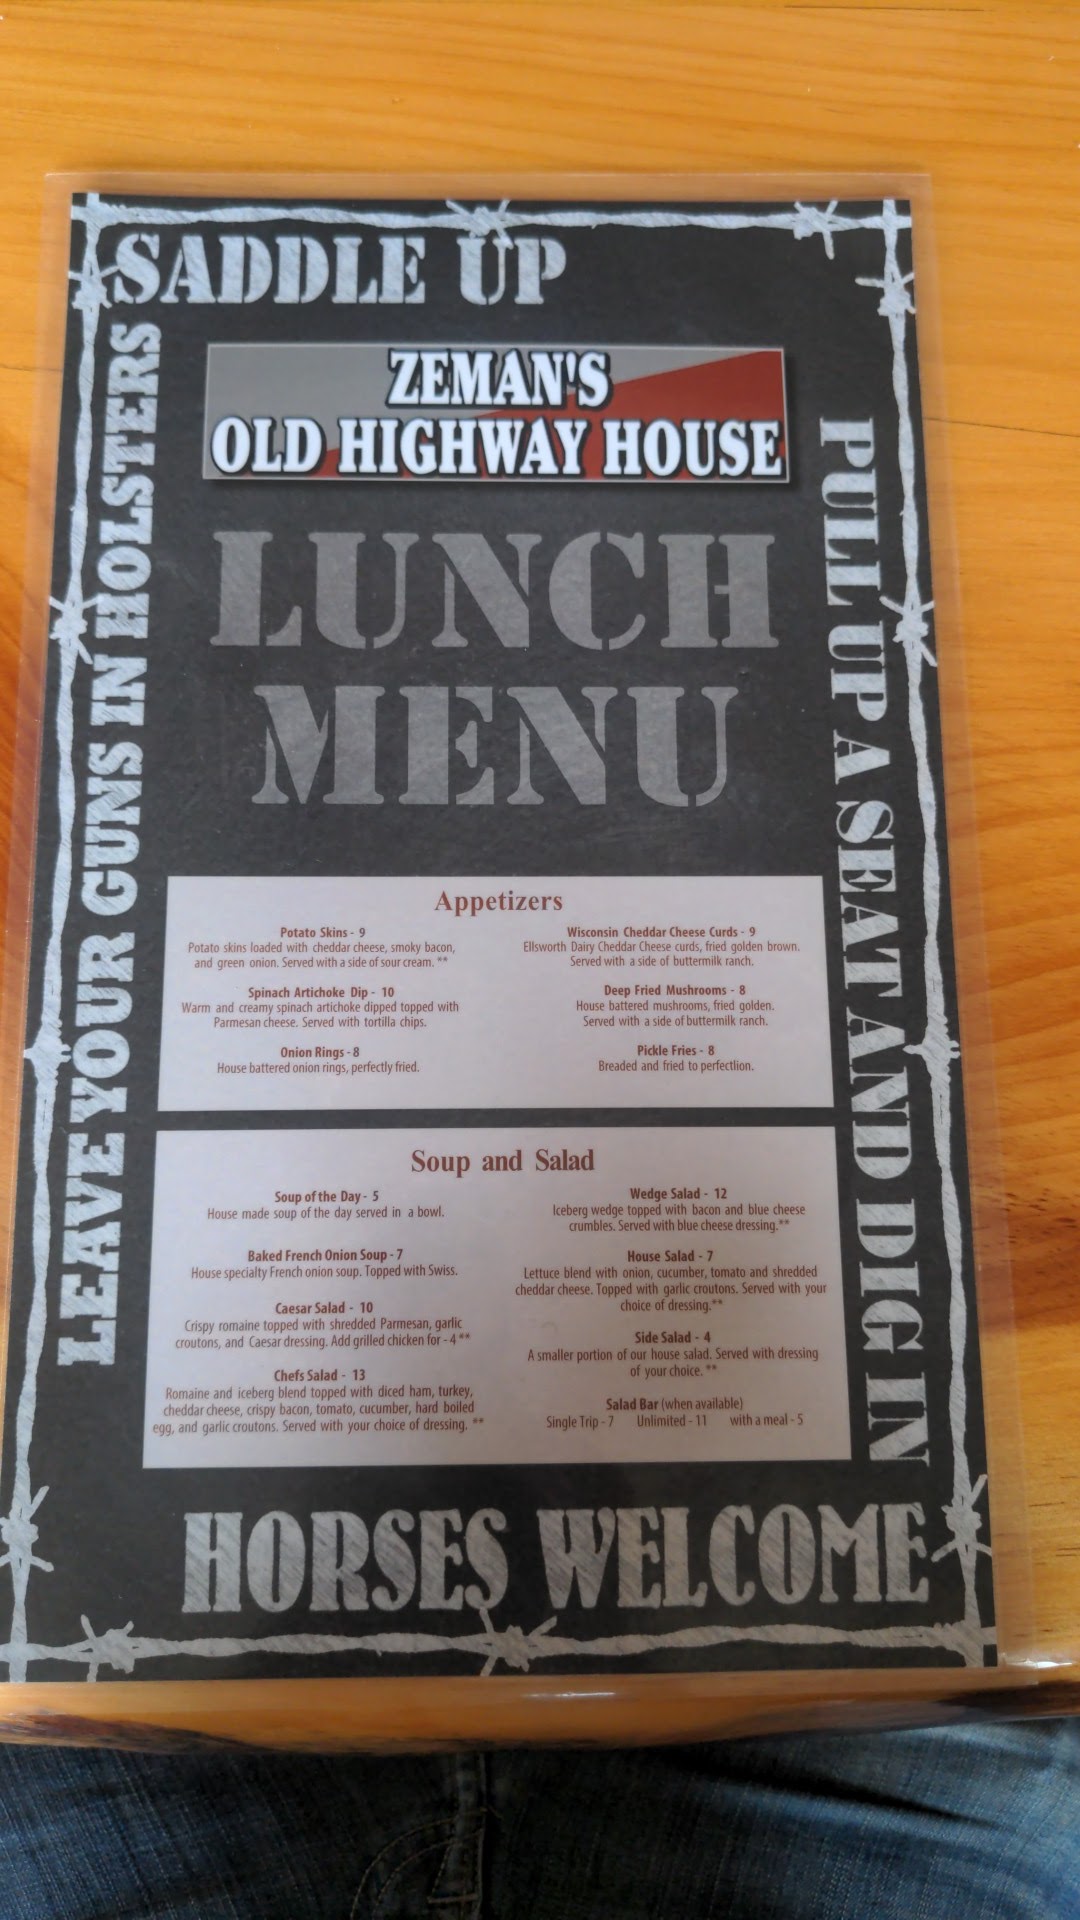 SADDLE UP
LEAVE YOUR GUNS IN HOLSTERS
ZEMAN'S
OLD HIGHWAY HOUSE
PULL UP A SEAT AND DIG IN
LUNCH
MENU
Appetizers
Potato Skins - 9
Potato skins loaded with cheddar cheese, smoky bacon,
and green onion. Served with a side of sour cream. **
Spinach Artichoke Dip - 10
Warm and creamy spinach artichoke dipped topped with
Parmesan cheese. Served with tortilla chips.
Onion Rings - 8
House battered onion rings, perfectly fried.
Wisconsin Cheddar Cheese Curds - 9
Ellsworth Dairy Cheddar Cheese curds, fried golden brown.
Served with a side of buttermilk ranch.
Deep Fried Mushrooms - 8
House battered mushrooms, fried golden.
Served with a side of buttermilk ranch.
Pickle Fries - 8
Breaded and fried to perfectlion.
Soup and Salad
Soup of the Day - 5
House made soup of the day served in a bowl.
Baked French Onion Soup - 7
House specialty French onion soup. Topped with Swiss.
Caesar Salad - 10
Crispy romaine topped with shredded Parmesan, garlic
croutons, and Caesar dressing. Add grilled chicken for - 4 **
Chefs Salad - 13
Romaine and iceberg blend topped with diced ham, turkey,
cheddar cheese, crispy bacon, tomato, cucumber, hard boiled
egg, and garlic croutons. Served with your choice of dressing. **
Wedge Salad - 12
Iceberg wedge topped with bacon and blue cheese
crumbles. Served with blue cheese dressing.**
House Salad - 7
Lettuce blend with onion, cucumber, tomato and shredded
cheddar cheese. Topped with garlic croutons. Served with your
choice of dressing.**
Side Salad - 4
A smaller portion of our house salad. Served with dressing
of your choice. **
Salad Bar (when available)
Single Trip - 7 Unlimited - 11 with a meal - 5
HORSES WELCOME